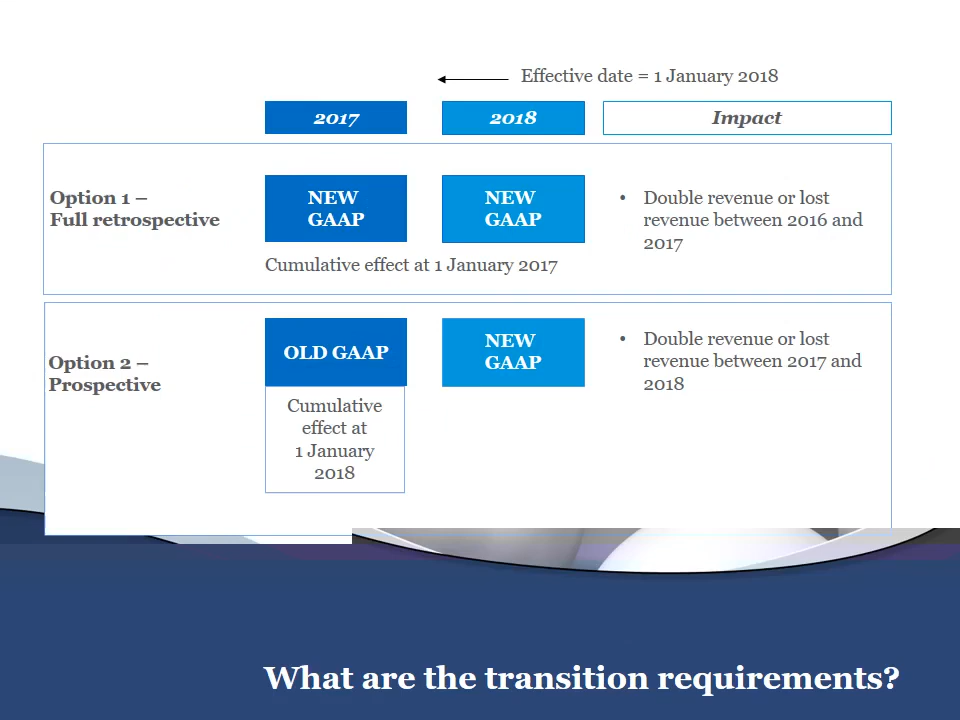 Effective date = 1 January 2018
2017
2018
Impact
Option 1 –
Full retrospective
NEW
GAAP
NEW
GAAP
• Double revenue or lost
revenue between 2016 and
2017
Cumulative effect at 1 January 2017
Option 2 –
Prospective
OLD GAAP
NEW
GAAP
• Double revenue or lost
revenue between 2017 and
2018
Cumulative
effect at
1 January
2018
What are the transition requirements?